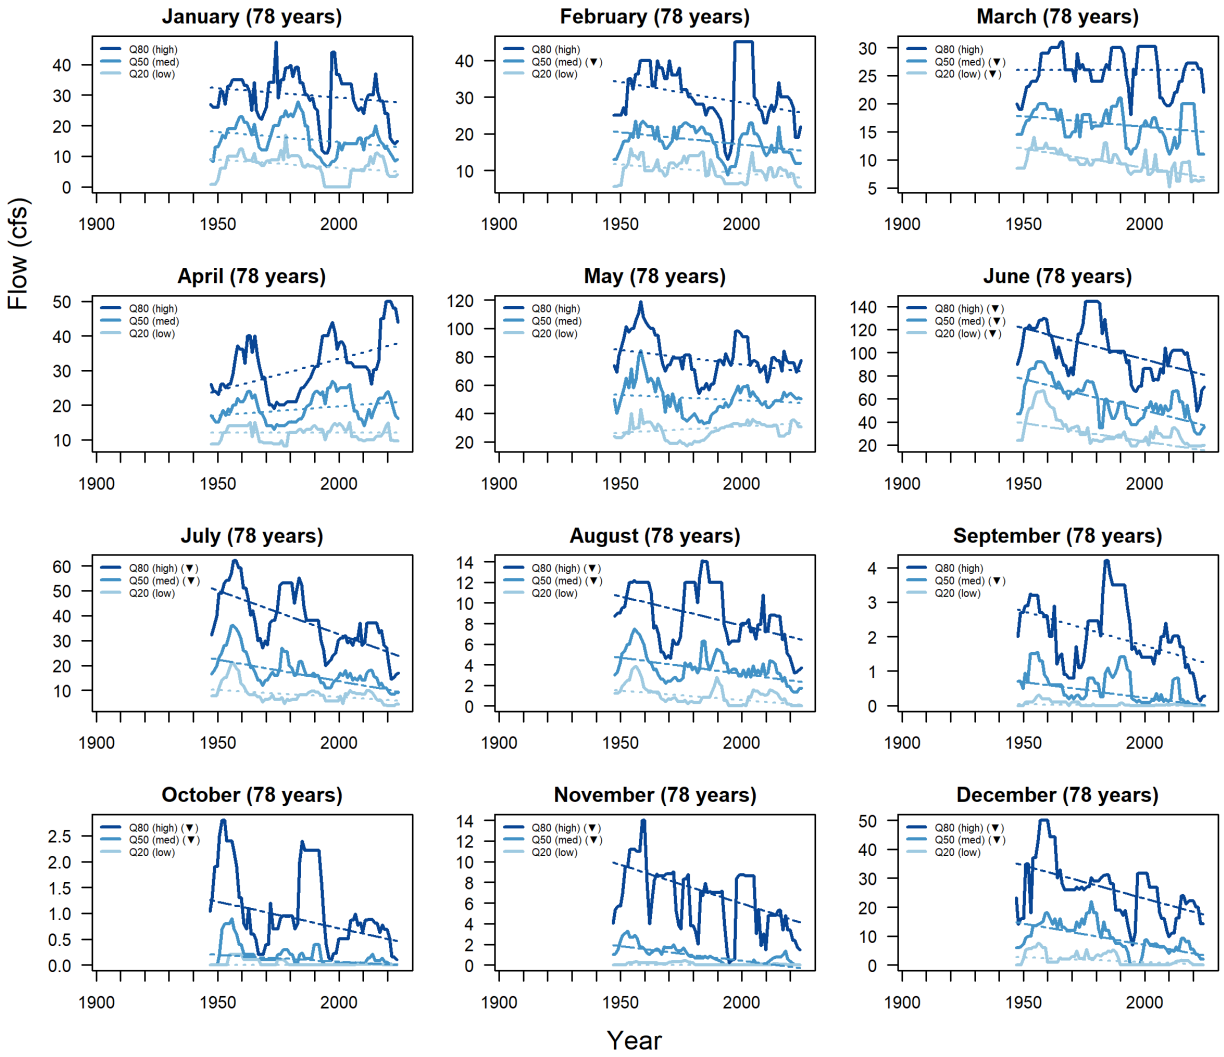 January (78 years)
Q80 (high)
Q50 (med)
Q20 (low)
40
30
20
10
0
1900
1950
2000
February (78 years)
Q80 (high)
Q50 (med) (▼)
Q20 (low)
40
30
20
10
1900
1950
2000
March (78 years)
Q80 (high)
Q50 (med) (▼)
Q20 (low) (▼)
30
25
20
15
10
5
1900
1950
2000
Flow (cfs)
April (78 years)
Q80 (high)
Q50 (med)
Q20 (low)
50
40
30
20
10
1900
1950
2000
May (78 years)
Q80 (high)
Q50 (med)
Q20 (low)
120
100
80
60
40
20
1900
1950
2000
June (78 years)
Q80 (high) (▼)
Q50 (med) (▼)
Q20 (low) (▼)
140
120
100
80
60
40
20
1900
1950
2000
July (78 years)
Q80 (high) (▼)
Q50 (med) (▼)
Q20 (low)
60
50
40
30
20
10
1900
1950
2000
August (78 years)
Q80 (high) (▼)
Q50 (med) (▼)
Q20 (low)
14
12
10
8
6
4
2
0
1900
1950
2000
September (78 years)
Q80 (high)
Q50 (med) (▼)
Q20 (low)
4
3
2
1
0
1900
1950
2000
October (78 years)
Q80 (high) (▼)
Q50 (med) (▼)
Q20 (low)
2.5
2.0
1.5
1.0
0.5
0.0
1900
1950
2000
November (78 years)
Q80 (high) (▼)
Q50 (med) (▼)
Q20 (low)
14
12
10
8
6
4
2
0
1900
1950
2000
December (78 years)
Q80 (high) (▼)
Q50 (med) (▼)
Q20 (low)
50
40
30
20
10
0
1900
1950
2000
Year